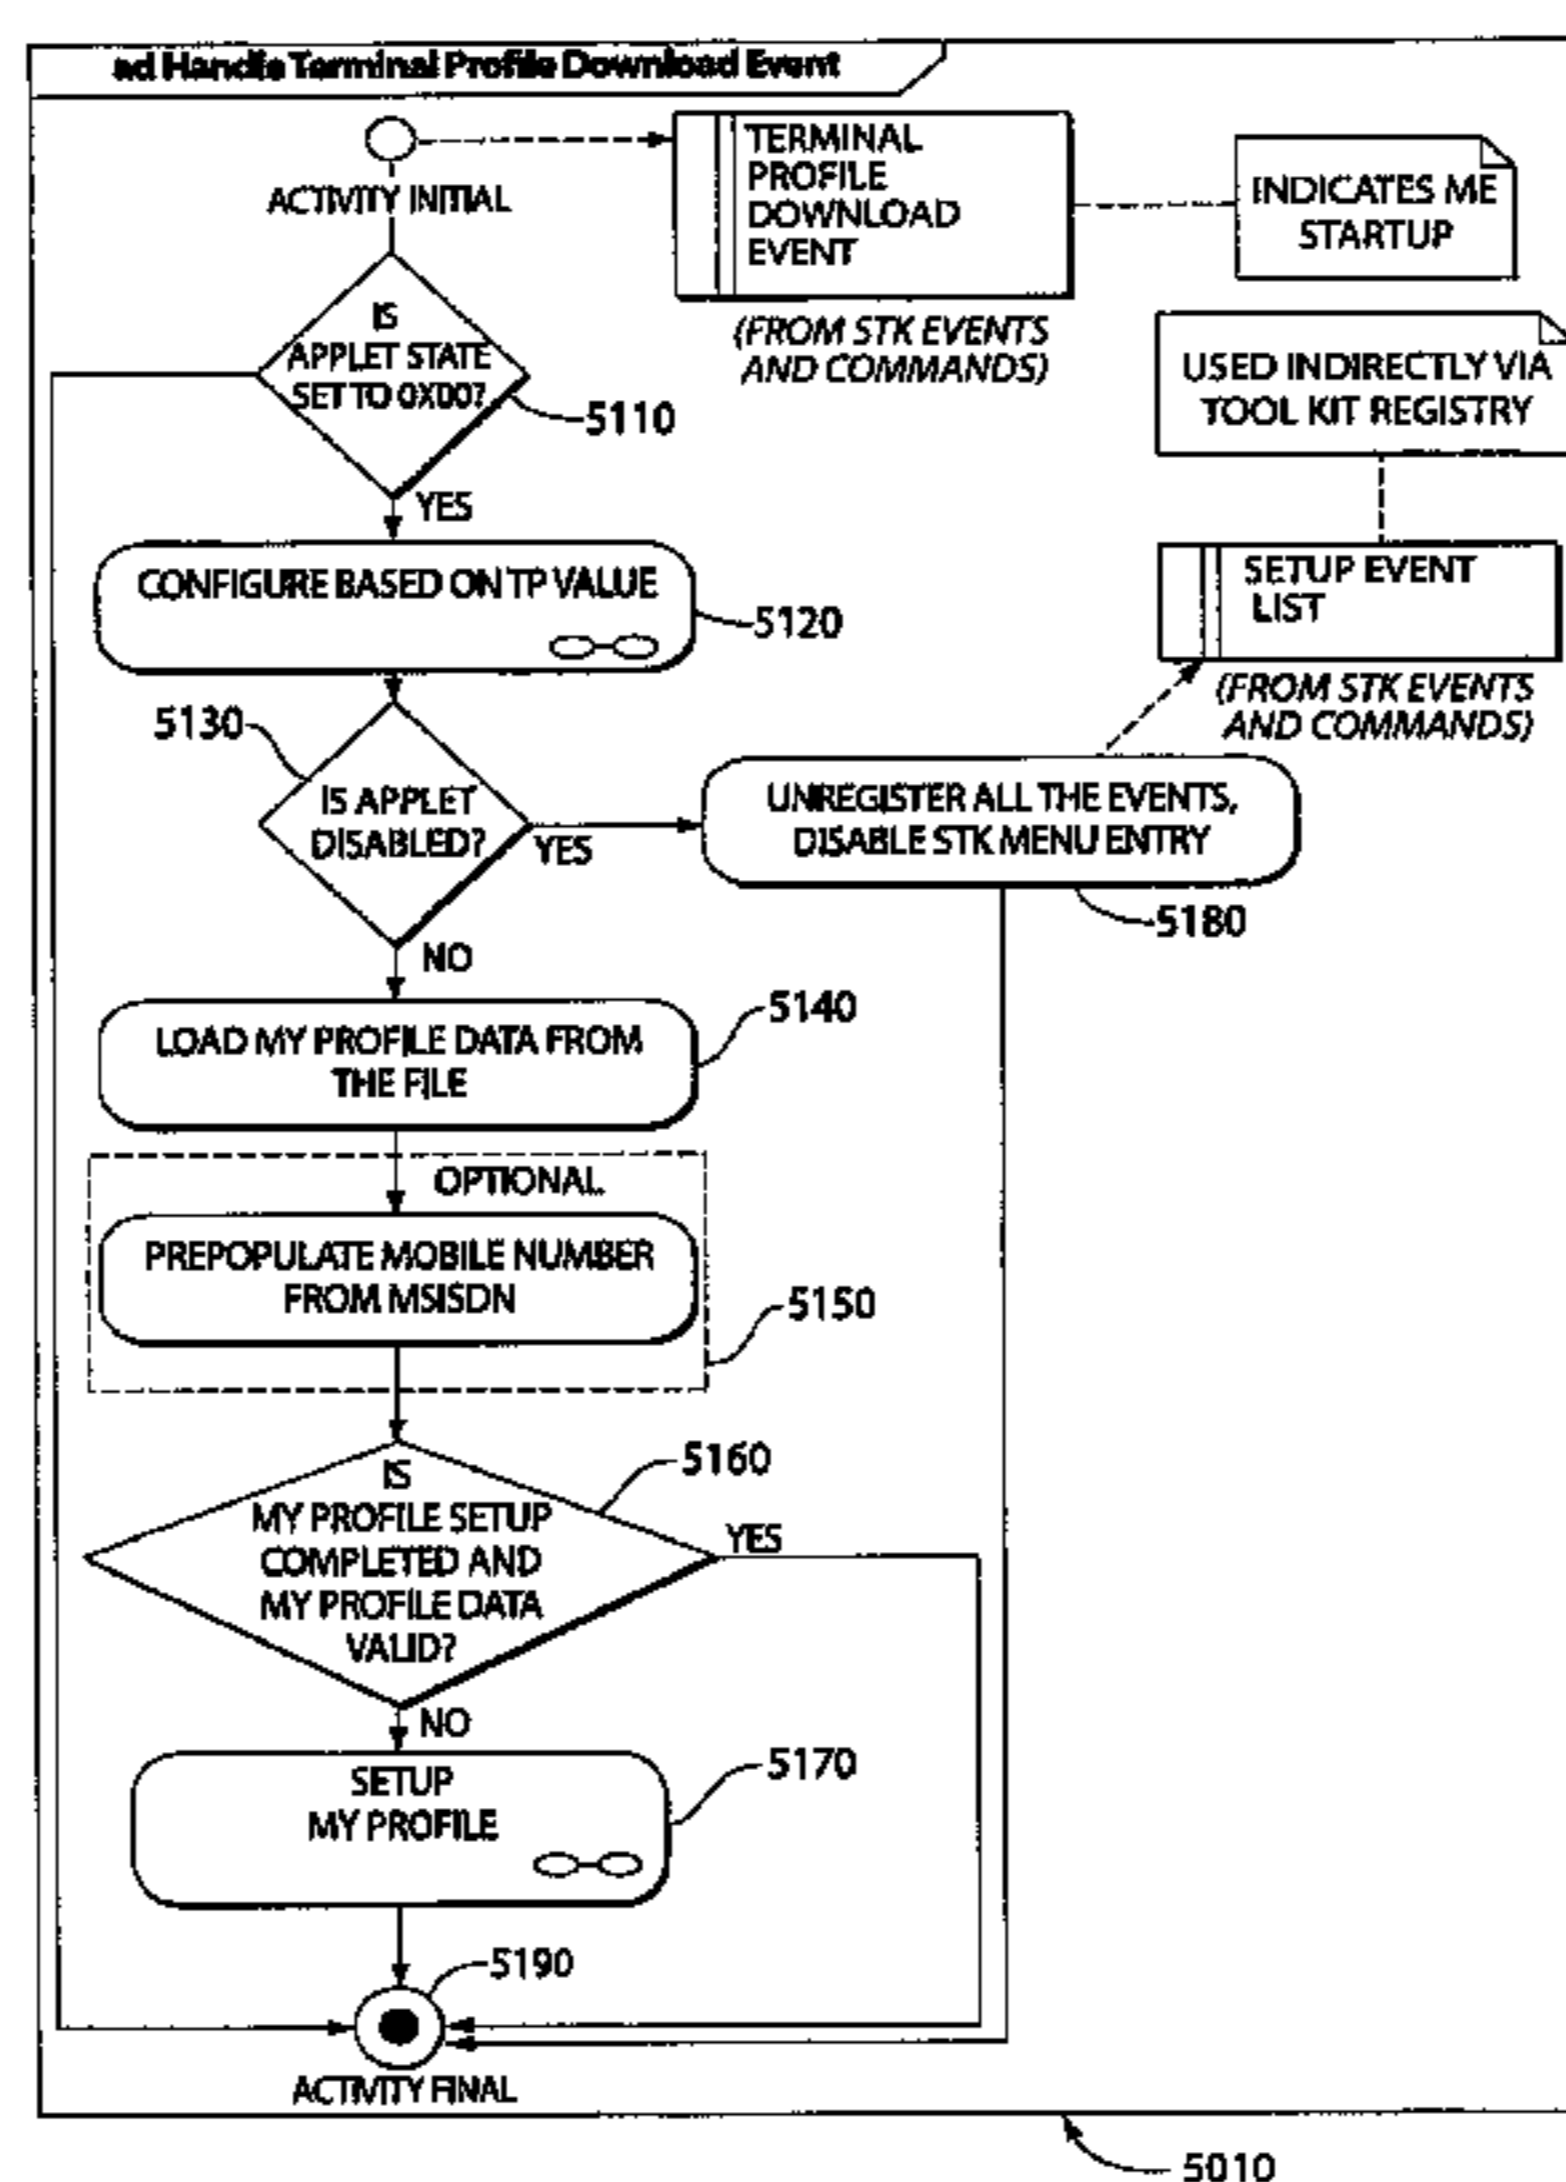 ad Handle Terminal Profile Download Event
TERMINAL
PROFILE
DOWNLOAD
EVENT
INDICATES ME
STARTUP
ACTIVITY INITIAL
(FROM STK EVENTS
AND COMMANDS)
IS
APPLET STATE
SET TO 0X00?
5110
USED INDIRECTLY VIA
TOOL KIT REGISTRY
YES
CONFIGURE BASED ON TP VALUE
5120
SETUP EVENT
LIST
(FROM STK EVENTS
AND COMMANDS)
5130
IS APPLET
DISABLED?
YES
UNREGISTER ALL THE EVENTS,
DISABLE STK MENU ENTRY
5180
NO
LOAD MY PROFILE DATA FROM
THE FILE
5140
OPTIONAL
PREPOPULATE MOBILE NUMBER
FROM MSISDN
5150
IS
MY PROFILE SETUP
COMPLETED AND
MY PROFILE DATA
VALID?
5160
YES
NO
SETUP
MY PROFILE
5170
5190
ACTIVITY FINAL
5010